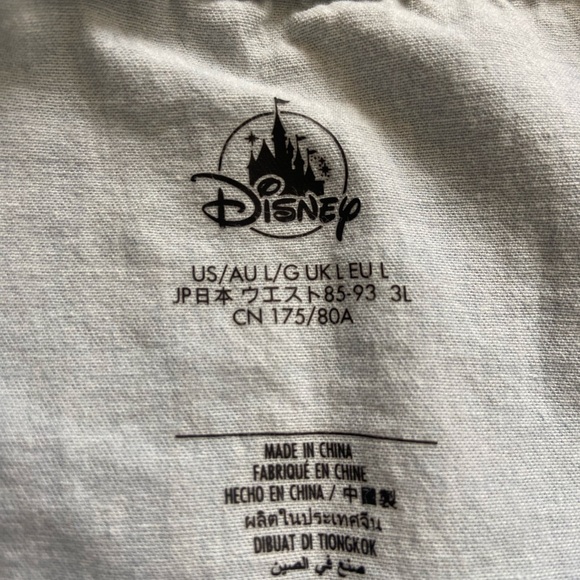 Disney
US/AU L/G UK L EU L
JP日本 ウエスト85-93 3L
CN 175/80A
MADE IN CHINA
FABRIQUÉ EN CHINE
HECHO EN CHINA / 中國製
ผลิตในประเทศจีน
DIBUAT DI TIONGKOK
صنع في الصين